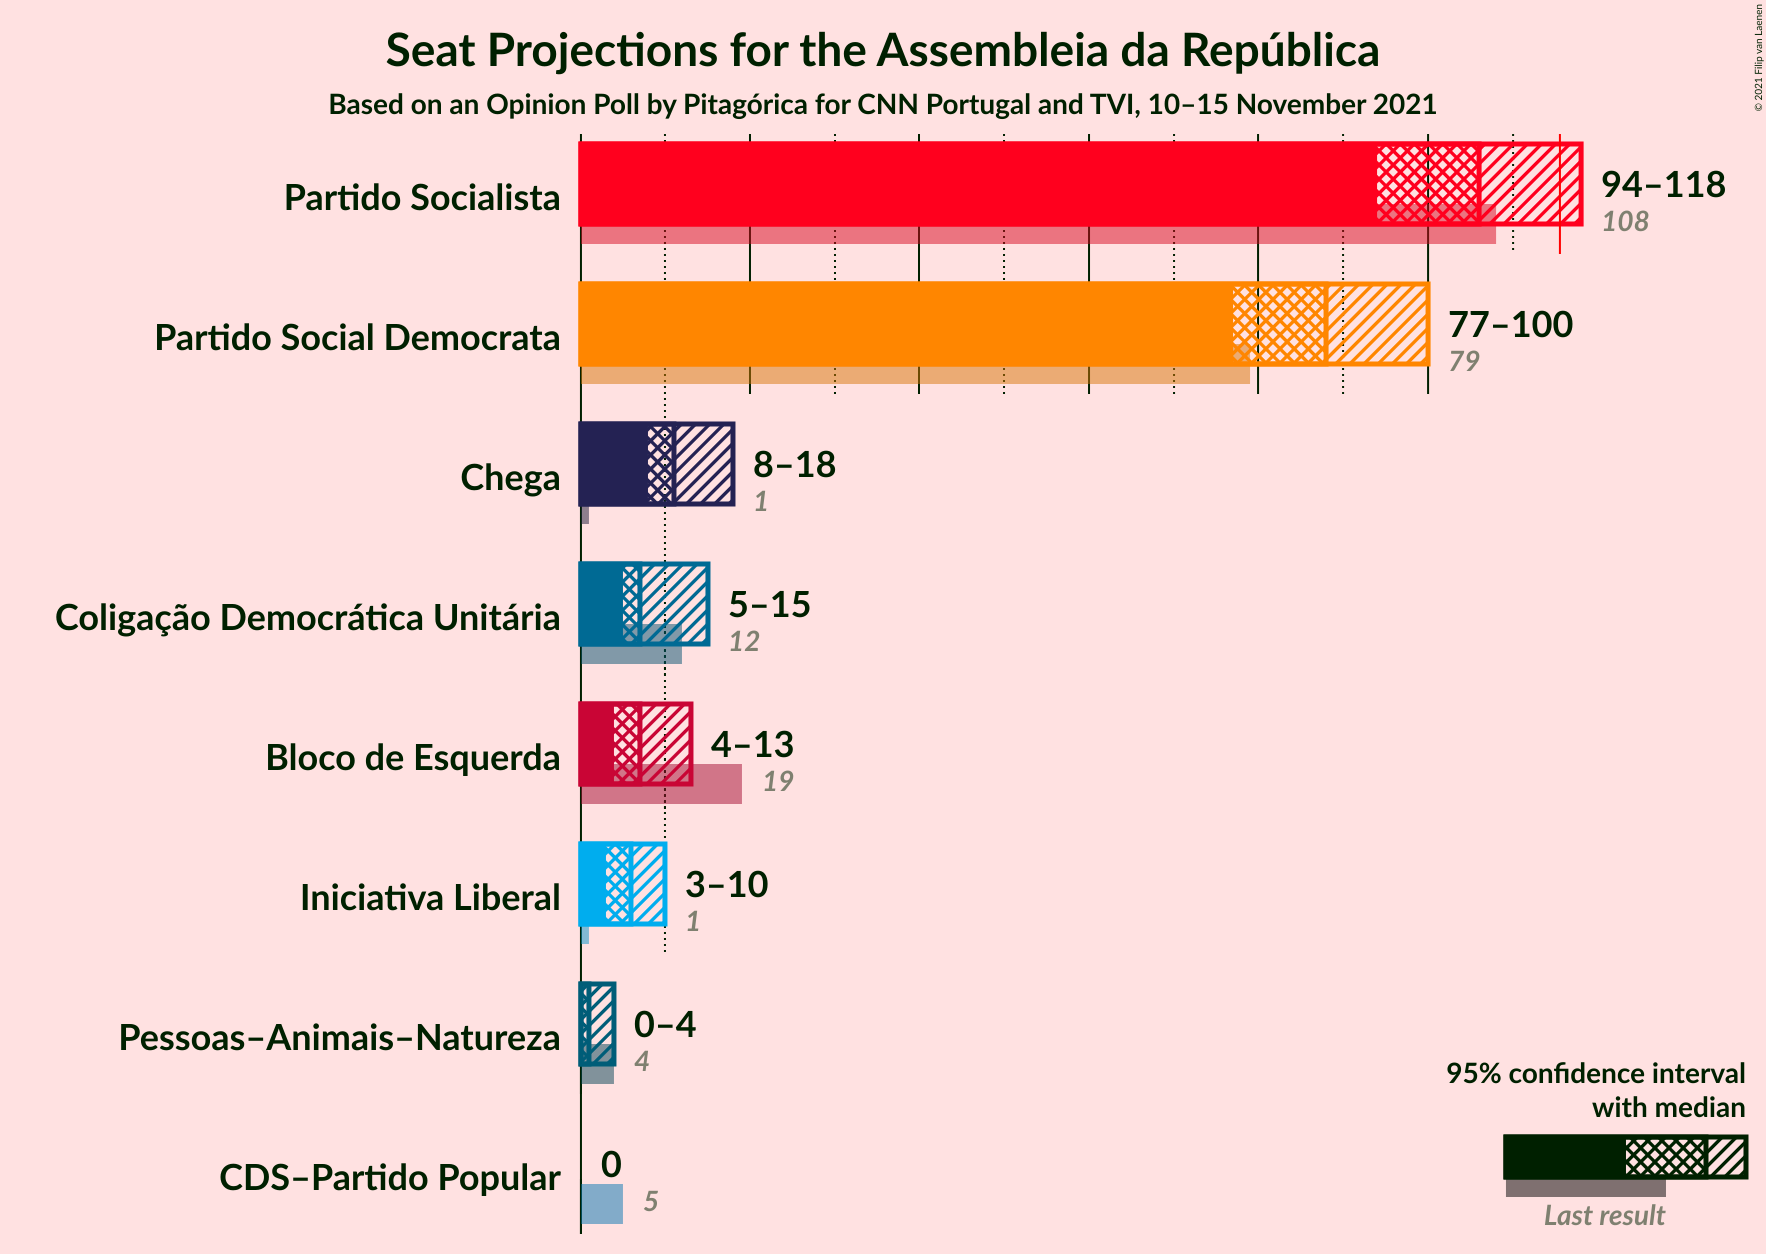 Seat Projections for the Assembleia da República
Based on an Opinion Poll by Pitagórica for CNN Portugal and TVI, 10–15 November 2021
© 2021 Filip van Laenen
Partido Socialista
94–118
108
Partido Social Democrata
77–100
79
Chega
8–18
1
Coligação Democrática Unitária
5–15
12
Bloco de Esquerda
4–13
19
Iniciativa Liberal
3–10
1
Pessoas–Animais–Natureza
0–4
4
CDS–Partido Popular
0
5
95% confidence interval
with median
Last result